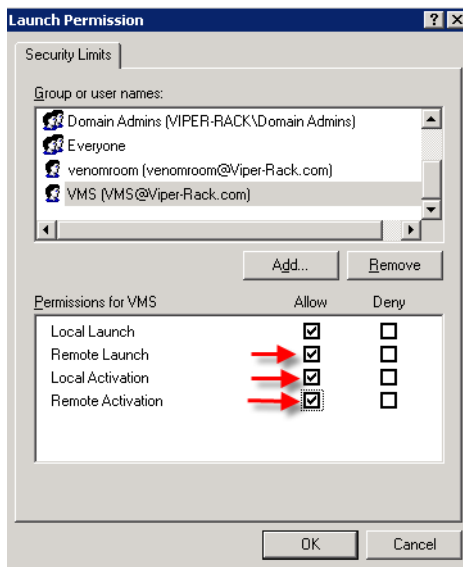 Launch Permission
Security Limits
Group or user names:
Domain Admins (VIPER-RACK\Domain Admins)
Everyone
venomroom (venomroom@Viper-Rack.com)
VMS (VMS@Viper-Rack.com)
Add...
Remove
Permissions for VMS Allow Deny
Local Launch
Remote Launch
Local Activation
Remote Activation
OK
Cancel